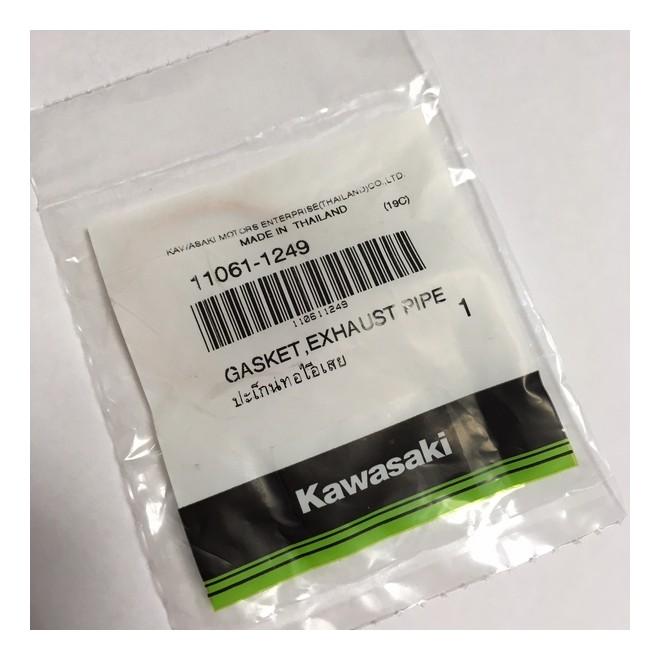 KAWASAKI MOTORS ENTERPRISE(THAILAND)CO.,LTD.
MADE IN THAILAND (19C)
11061-1249
110611249
GASKET,EXHAUST PIPE 1
ปะเก็นท่อไอเสีย
Kawasaki